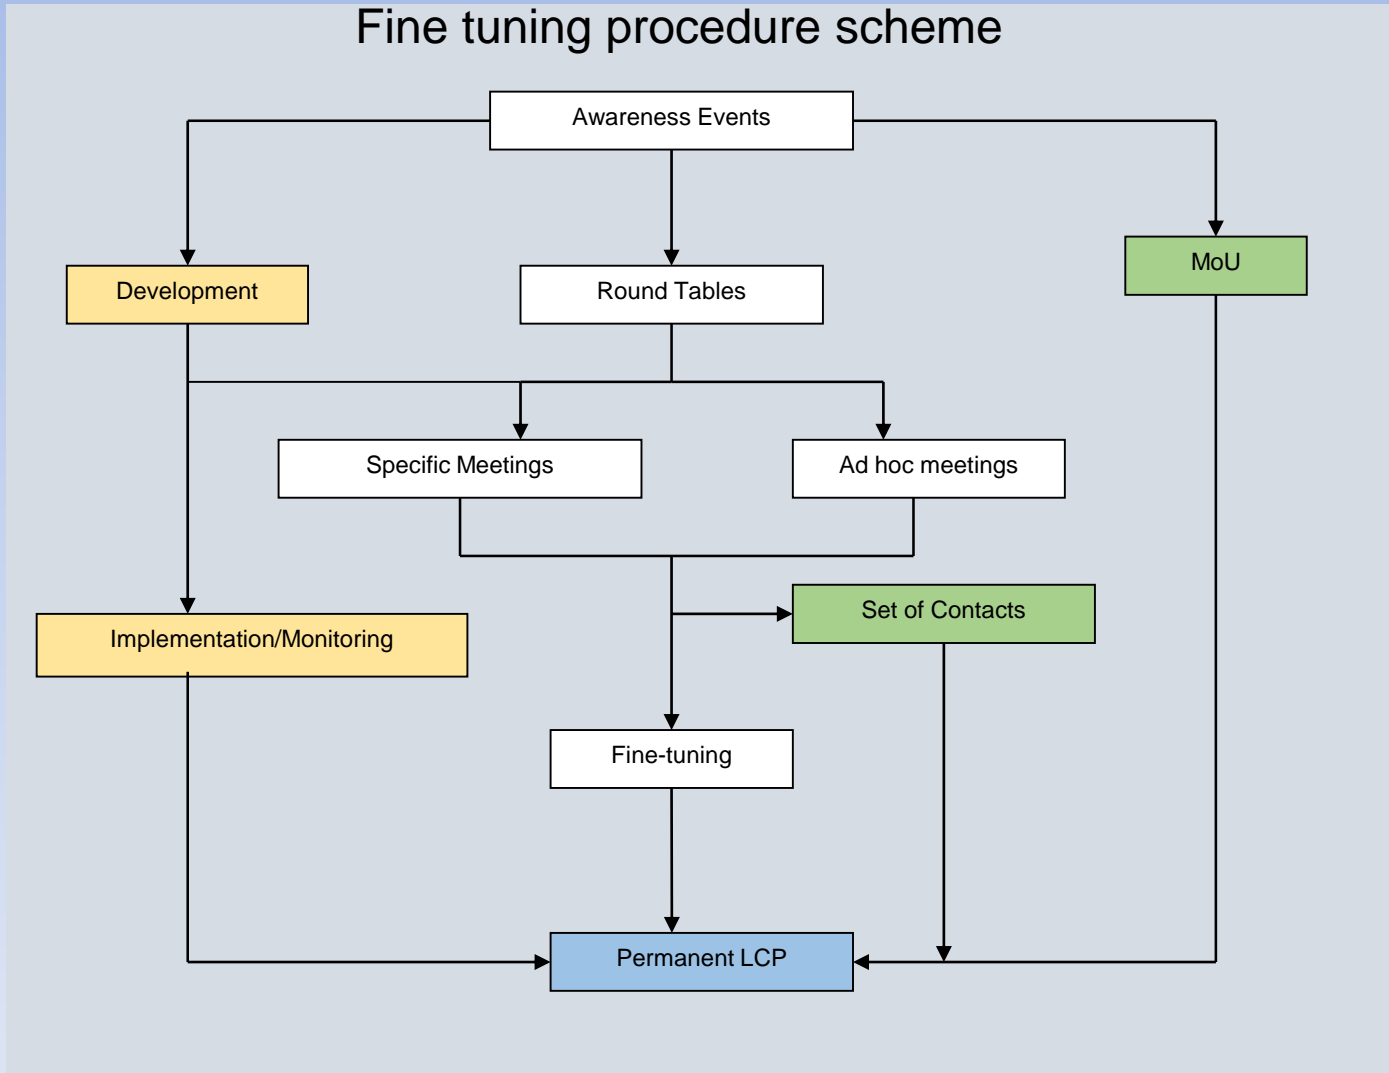 Fine tuning procedure scheme
Awareness Events
MoU
Development
Round Tables
Specific Meetings
Ad hoc meetings
Set of Contacts
Implementation/Monitoring
Fine-tuning
Permanent LCP